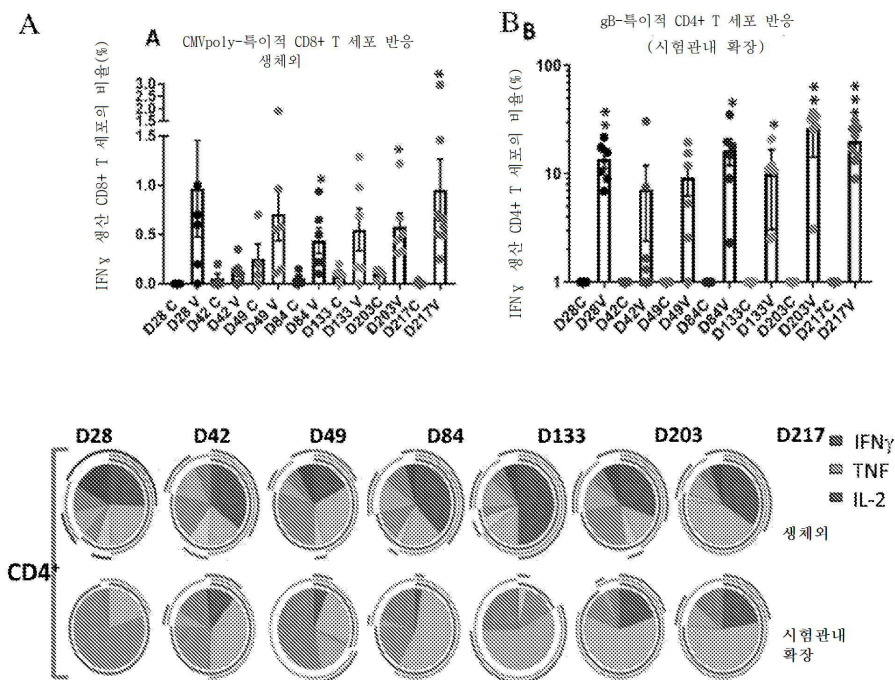 A
A
CMVpoly-특이적 CD8+ T 세포 반응
생체외
IFNγ 생산 CD8+ T 세포의 비율(%)
3.0
2.5
2.0
1.5
1.0
0.5
0.0
D28 C
D28 V
D42 C
D42 V
D49 C
D49 V
D84 C
D84 V
D133 C
D133 V
D203C
D203V
D217C
D217V
B
B
gB-특이적 CD4+ T 세포 반응
(시험관내 확장)
IFNγ 생산 CD4+ T 세포의 비율(%)
100
10
1
D28C
D28V
D42C
D42V
D49C
D49V
D84C
D84V
D133C
D133V
D203C
D203V
D217C
D217V
D28 D42 D49 D84 D133 D203 D217
IFNγ
TNF
IL-2
생체외
CD4+
시험관내
확장